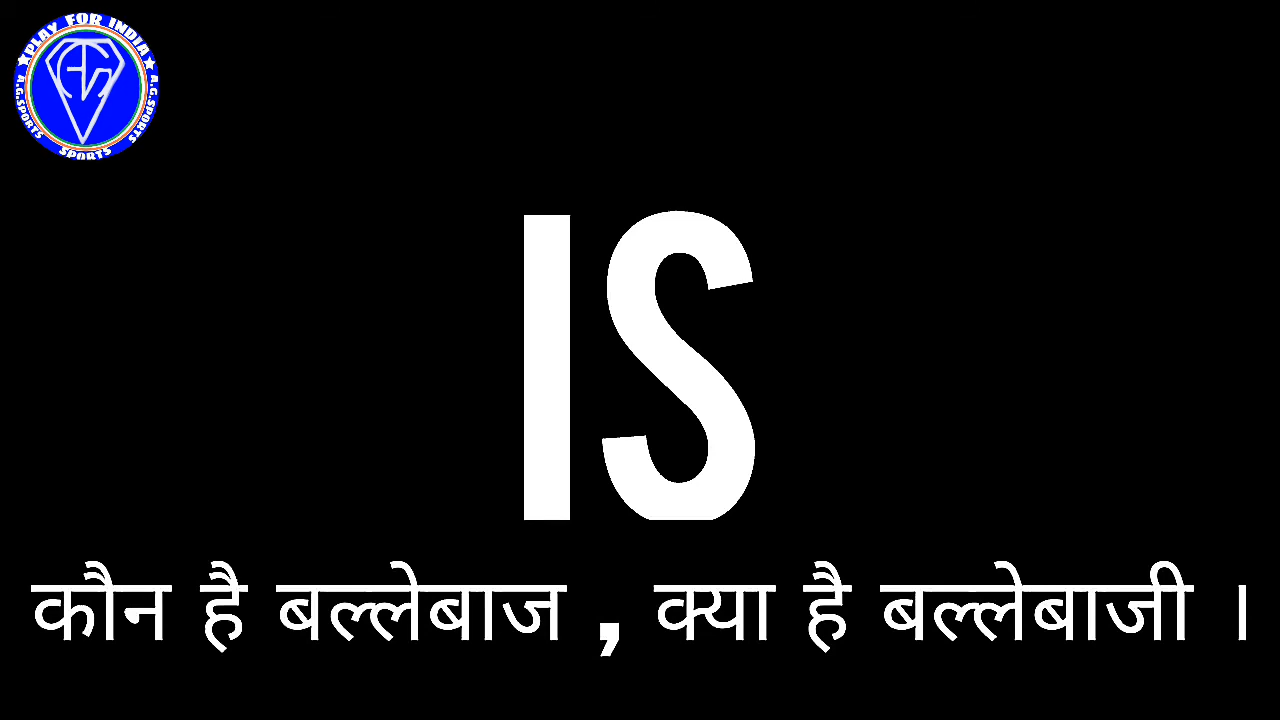 PLAY FOR INDIA
A.G.SPORTS
A.G.SPORTS
SPORTS
IS
कौन है बल्लेबाज , क्या है बल्लेबाजी ।